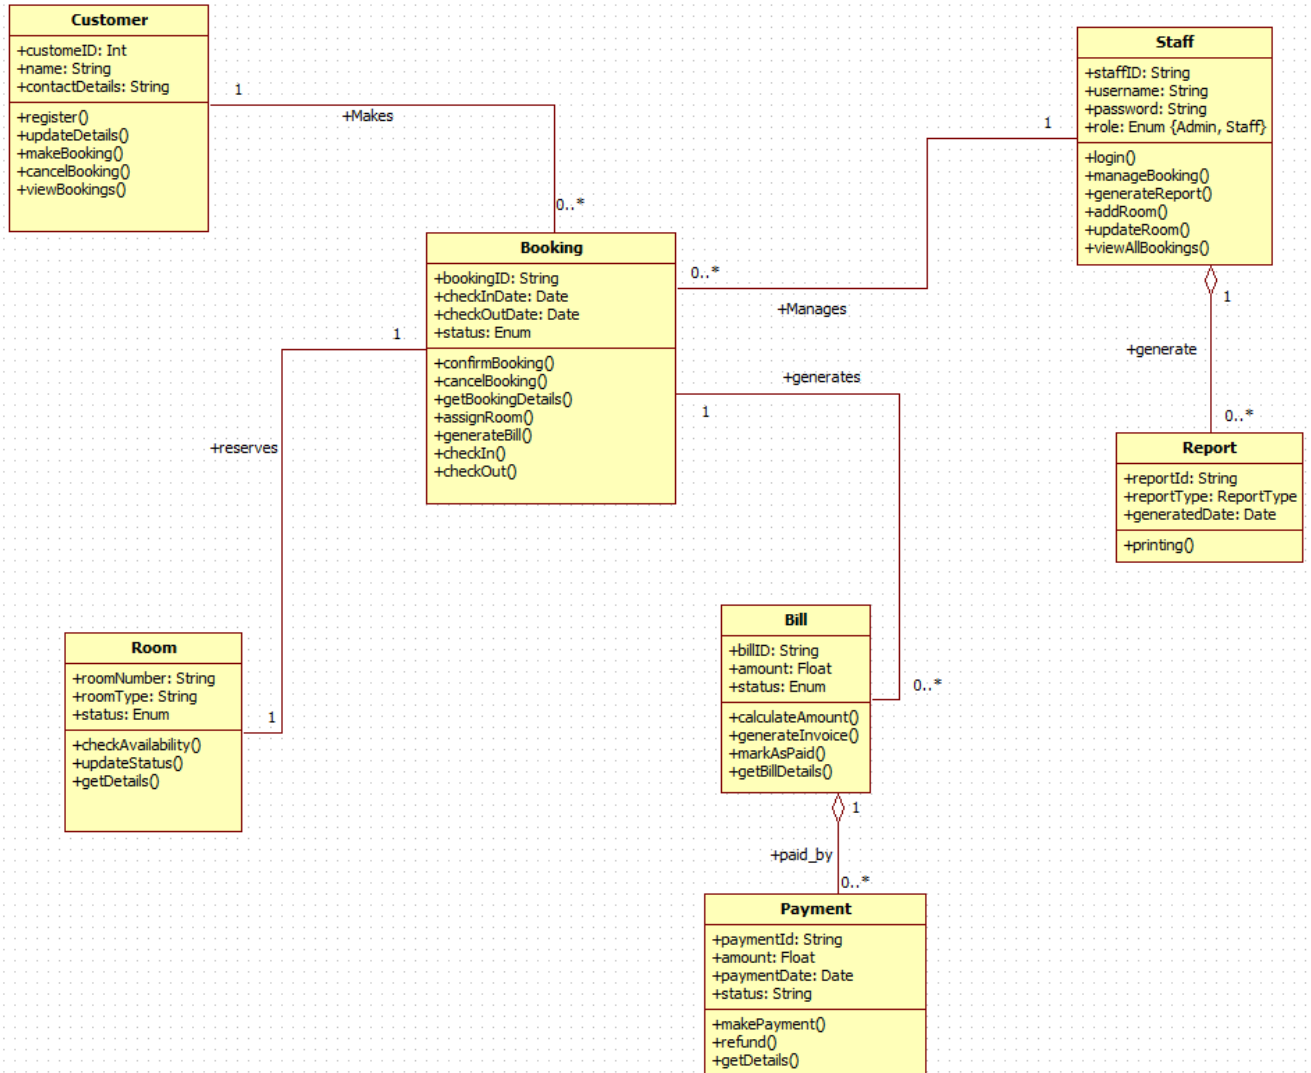 Customer
+customeID: Int
+name: String
+contactDetails: String
+register()
+updateDetails()
+makeBooking()
+cancelBooking()
+viewBookings()
1
+Makes
0..*
Staff
+staffID: String
+username: String
+password: String
+role: Enum {Admin, Staff}
+login()
+manageBooking()
+generateReport()
+addRoom()
+updateRoom()
+viewAllBookings()
1
0..*
+Manages
Booking
+bookingID: String
+checkInDate: Date
+checkOutDate: Date
+status: Enum
+confirmBooking()
+cancelBooking()
+getBookingDetails()
+assignRoom()
+generateBill()
+checkIn()
+checkOut()
1
+reserves
1
+generates
1
0..*
1
+generate
0..*
Report
+reportId: String
+reportType: ReportType
+generatedDate: Date
+printing()
Room
+roomNumber: String
+roomType: String
+status: Enum
+checkAvailability()
+updateStatus()
+getDetails()
Bill
+billID: String
+amount: Float
+status: Enum
+calculateAmount()
+generateInvoice()
+markAsPaid()
+getBillDetails()
1
+paid_by
0..*
Payment
+paymentId: String
+amount: Float
+paymentDate: Date
+status: String
+makePayment()
+refund()
+getDetails()